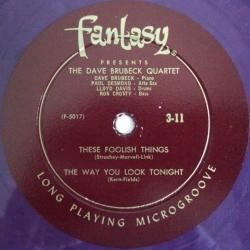 Fantasy
PRESENTS
THE DAVE BRUBECK QUARTET
DAVE BRUBECK - Piano
PAUL DESMOND - Alto Sax
LLOYD DAVIS - Drums
RON CROTTY - Bass
(F-5017) 3-11
THESE FOOLISH THINGS
(Strachey-Marvell-Link)
THE WAY YOU LOOK TONIGHT
(Kern-Fields)
LONG PLAYING MICROGROOVE